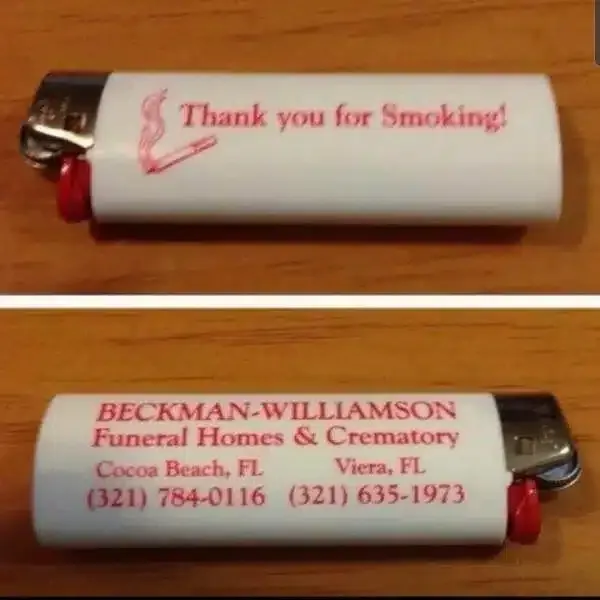 Thank you for Smoking!
BECKMAN-WILLIAMSON
Funeral Homes & Crematory
Cocoa Beach, FL Viera, FL
(321) 784-0116 (321) 635-1973